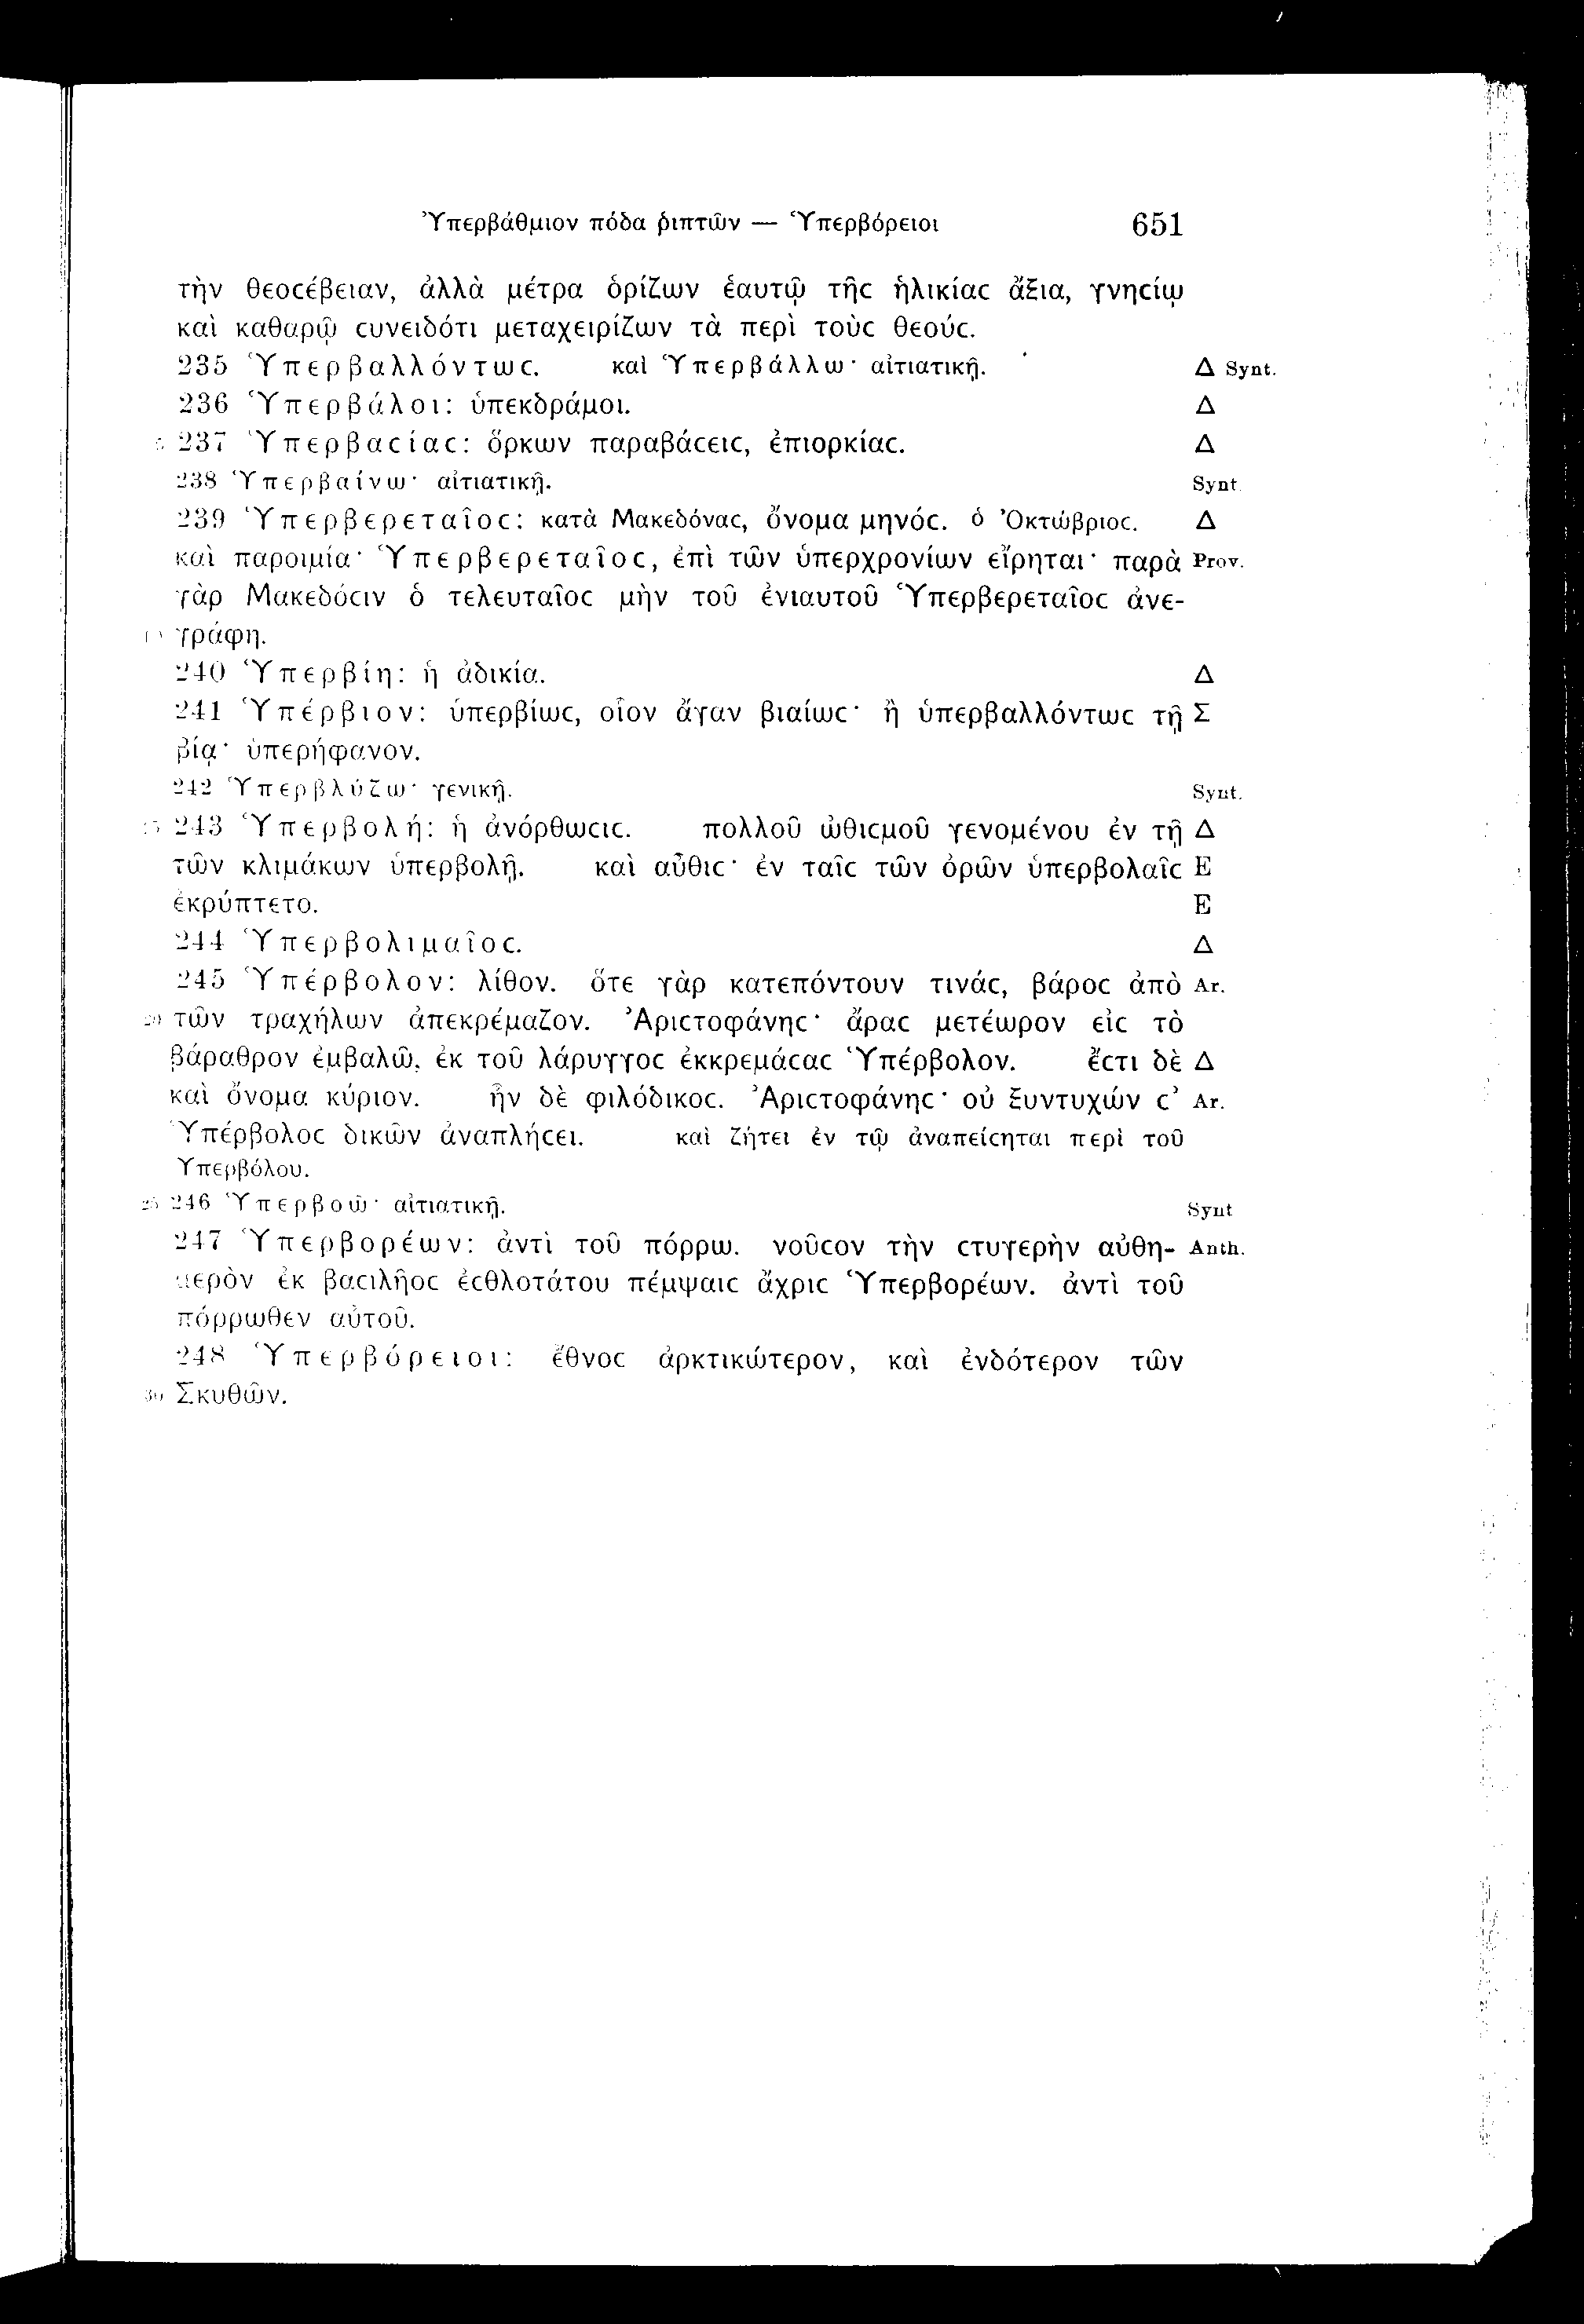 Ὑπερβάθμιον πόδα ῥιπτῶν — Ὑπερβόρειοι 651
τὴν θεοϲέβειαν, ἀλλὰ μέτρα ὁρίζων ἑαυτῷ τῆϲ ἡλικίαϲ ἄξια, γνηϲίῳ
καὶ καθαρῷ ϲυνειδότι μεταχειρίζων τὰ περὶ τοὺϲ θεούϲ.
235 Ὑπερβαλλόντωϲ. καὶ Ὑπερβάλλω· αἰτιατικῇ. Δ Synt.
236 Ὑπερβάλοι: ὑπεκδράμοι. Δ
5 237 Ὑπερβαϲίαϲ: ὅρκων παραβάϲειϲ, ἐπιορκίαϲ. Δ
238 Ὑπερβαίνω· αἰτιατικῇ. Synt.
239 Ὑπερβερεταῖοϲ: κατὰ Μακεδόναϲ, ὄνομα μηνόϲ. ὁ Ὀκτώβριοϲ. Δ
καὶ παροιμία· Ὑπερβερεταῖοϲ, ἐπὶ τῶν ὑπερχρονίων εἴρηται· παρὰ Prov.
γὰρ Μακεδόϲιν ὁ τελευταῖοϲ μὴν τοῦ ἐνιαυτοῦ Ὑπερβερεταῖοϲ ἀνε-
γράφη.
240 Ὑπερβίη: ἡ ἀδικία. Δ
241 Ὑπέρβιον: ὑπερβίωϲ, οἷον ἄγαν βιαίωϲ· ἢ ὑπερβαλλόντωϲ τῇ Σ
βίᾳ· ὑπερήφανον.
242 Ὑπερβλύζω· γενικῇ. Synt.
15 243 Ὑπερβολή: ἡ ἀνόρθωϲιϲ. πολλοῦ ὠθιϲμοῦ γενομένου ἐν τῇ Δ
τῶν κλιμάκων ὑπερβολῇ. καὶ αὖθιϲ· ἐν ταῖϲ τῶν ὀρῶν ὑπερβολαῖϲ E
ἐκρύπτετο. E
244 Ὑπερβολιμαῖοϲ. Δ
245 Ὑπέρβολον: λίθον. ὅτε γὰρ κατεπόντουν τινάϲ, βάροϲ ἀπὸ Ar.
20 τῶν τραχήλων ἀπεκρέμαζον. Ἀριϲτοφάνηϲ· ἄραϲ μετέωρον εἰϲ τὸ
βάραθρον ἐμβαλῶ, ἐκ τοῦ λάρυγγοϲ ἐκκρεμάϲαϲ Ὑπέρβολον. ἔϲτι δὲ Δ
καὶ ὄνομα κύριον. ἦν δὲ φιλόδικοϲ. Ἀριϲτοφάνηϲ· οὐ ξυντυχών ϲ’ Ar.
Ὑπέρβολοϲ δικῶν ἀναπλήϲει. καὶ ζήτει ἐν τῷ ἀναπείϲηται περὶ τοῦ
Ὑπερβόλου.
25 246 Ὑπερβοῶ· αἰτιατικῇ. Synt
247 Ὑπερβορέων: ἀντὶ τοῦ πόρρω. νοῦϲον τὴν ϲτυγερὴν αὐθη- Anth.
μερὸν ἐκ βαϲιλῆοϲ ἐϲθλοτάτου πέμψαιϲ ἄχριϲ Ὑπερβορέων. ἀντὶ τοῦ
πόρρωθεν αὐτοῦ.
248 Ὑπερβόρειοι: ἔθνοϲ ἀρκτικώτερον, καὶ ἐνδότερον τῶν
30 Σκυθῶν.